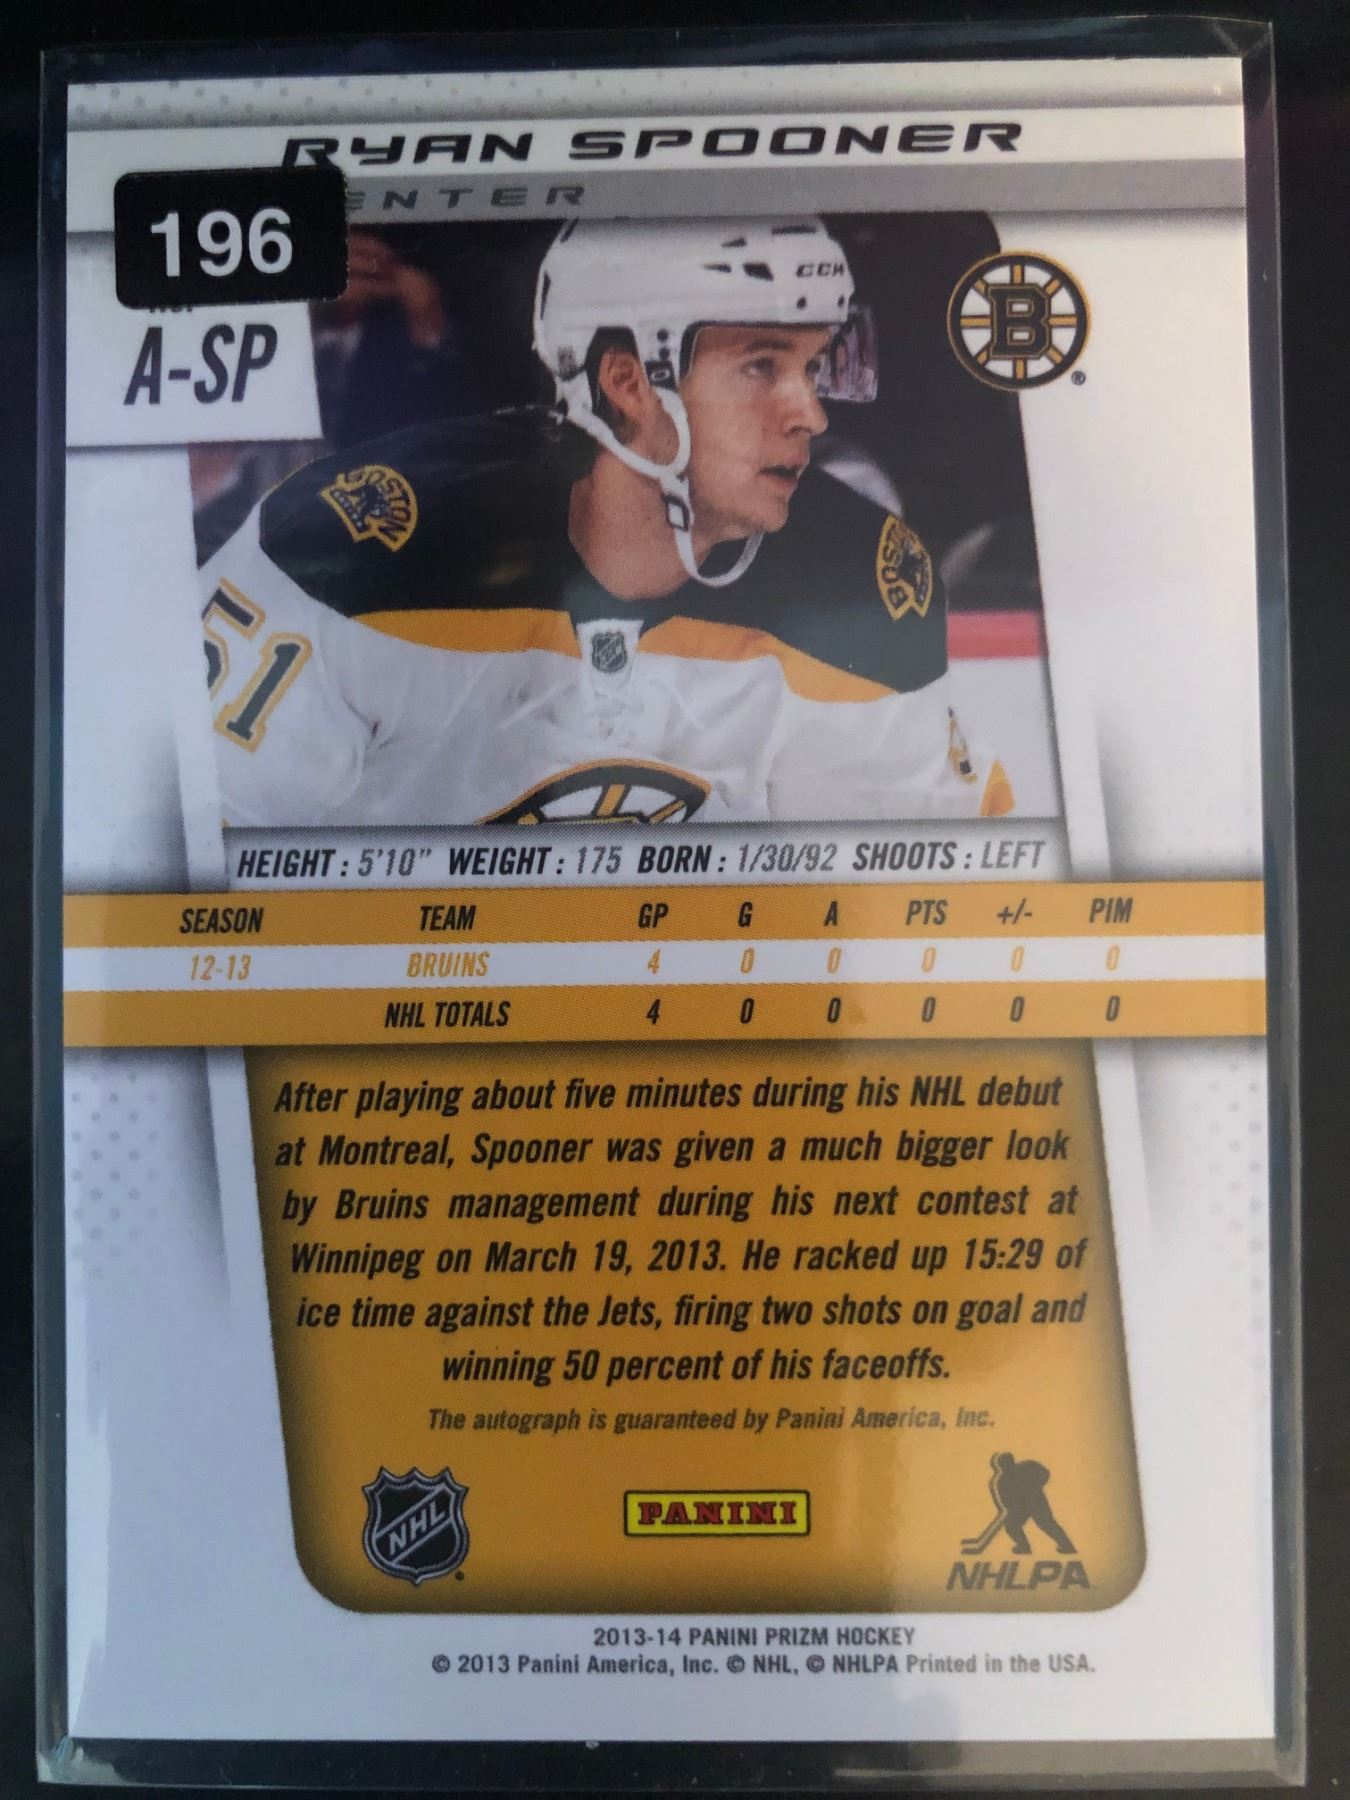 RYAN SPOONER
ENTER
196
A-SP
CCM
B
®
BOSTON
BOSTON
51
HEIGHT : 5'10" WEIGHT : 175 BORN : 1/30/92 SHOOTS : LEFT
SEASON TEAM GP G A PTS +/- PIM
12-13 BRUINS 4 0 0 0 0 0
NHL TOTALS 4 0 0 0 0 0
After playing about five minutes during his NHL debut
at Montreal, Spooner was given a much bigger look
by Bruins management during his next contest at
Winnipeg on March 19, 2013. He racked up 15:29 of
ice time against the Jets, firing two shots on goal and
winning 50 percent of his faceoffs.
The autograph is guaranteed by Panini America, Inc.
NHL
PANINI
NHLPA
2013-14 PANINI PRIZM HOCKEY
© 2013 Panini America, Inc. © NHL, © NHLPA Printed in the USA.